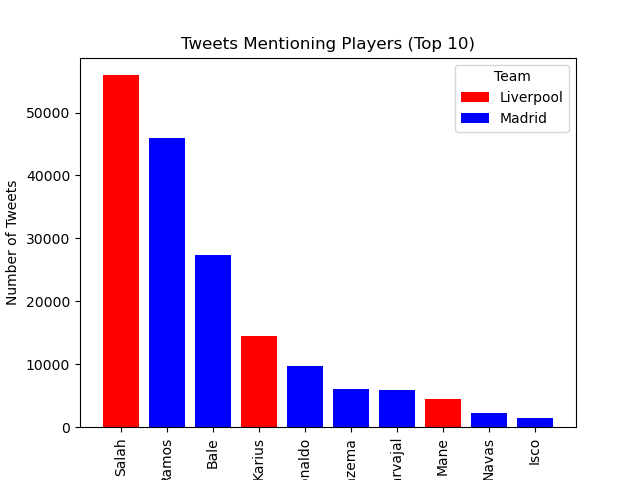 Tweets Mentioning Players (Top 10)
Team
Liverpool
Madrid
Number of Tweets
50000
40000
30000
20000
10000
0
Salah
Ramos
Bale
Karius
onaldo
zema
arvajal
Mane
Navas
Isco